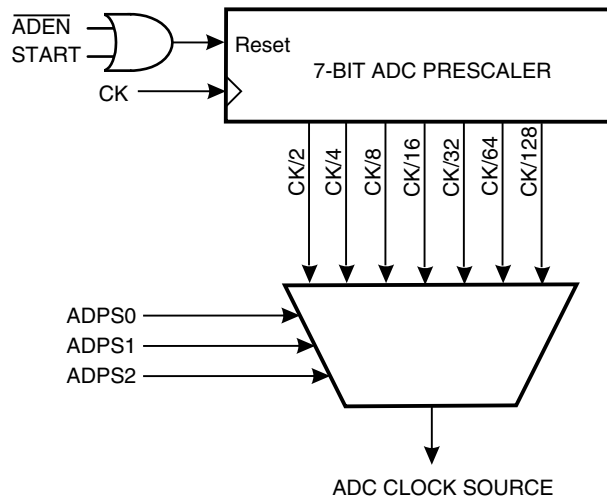 ADEN
START
Reset
7-BIT ADC PRESCALER
CK
CK/2
CK/4
CK/8
CK/16
CK/32
CK/64
CK/128
ADPS0
ADPS1
ADPS2
ADC CLOCK SOURCE